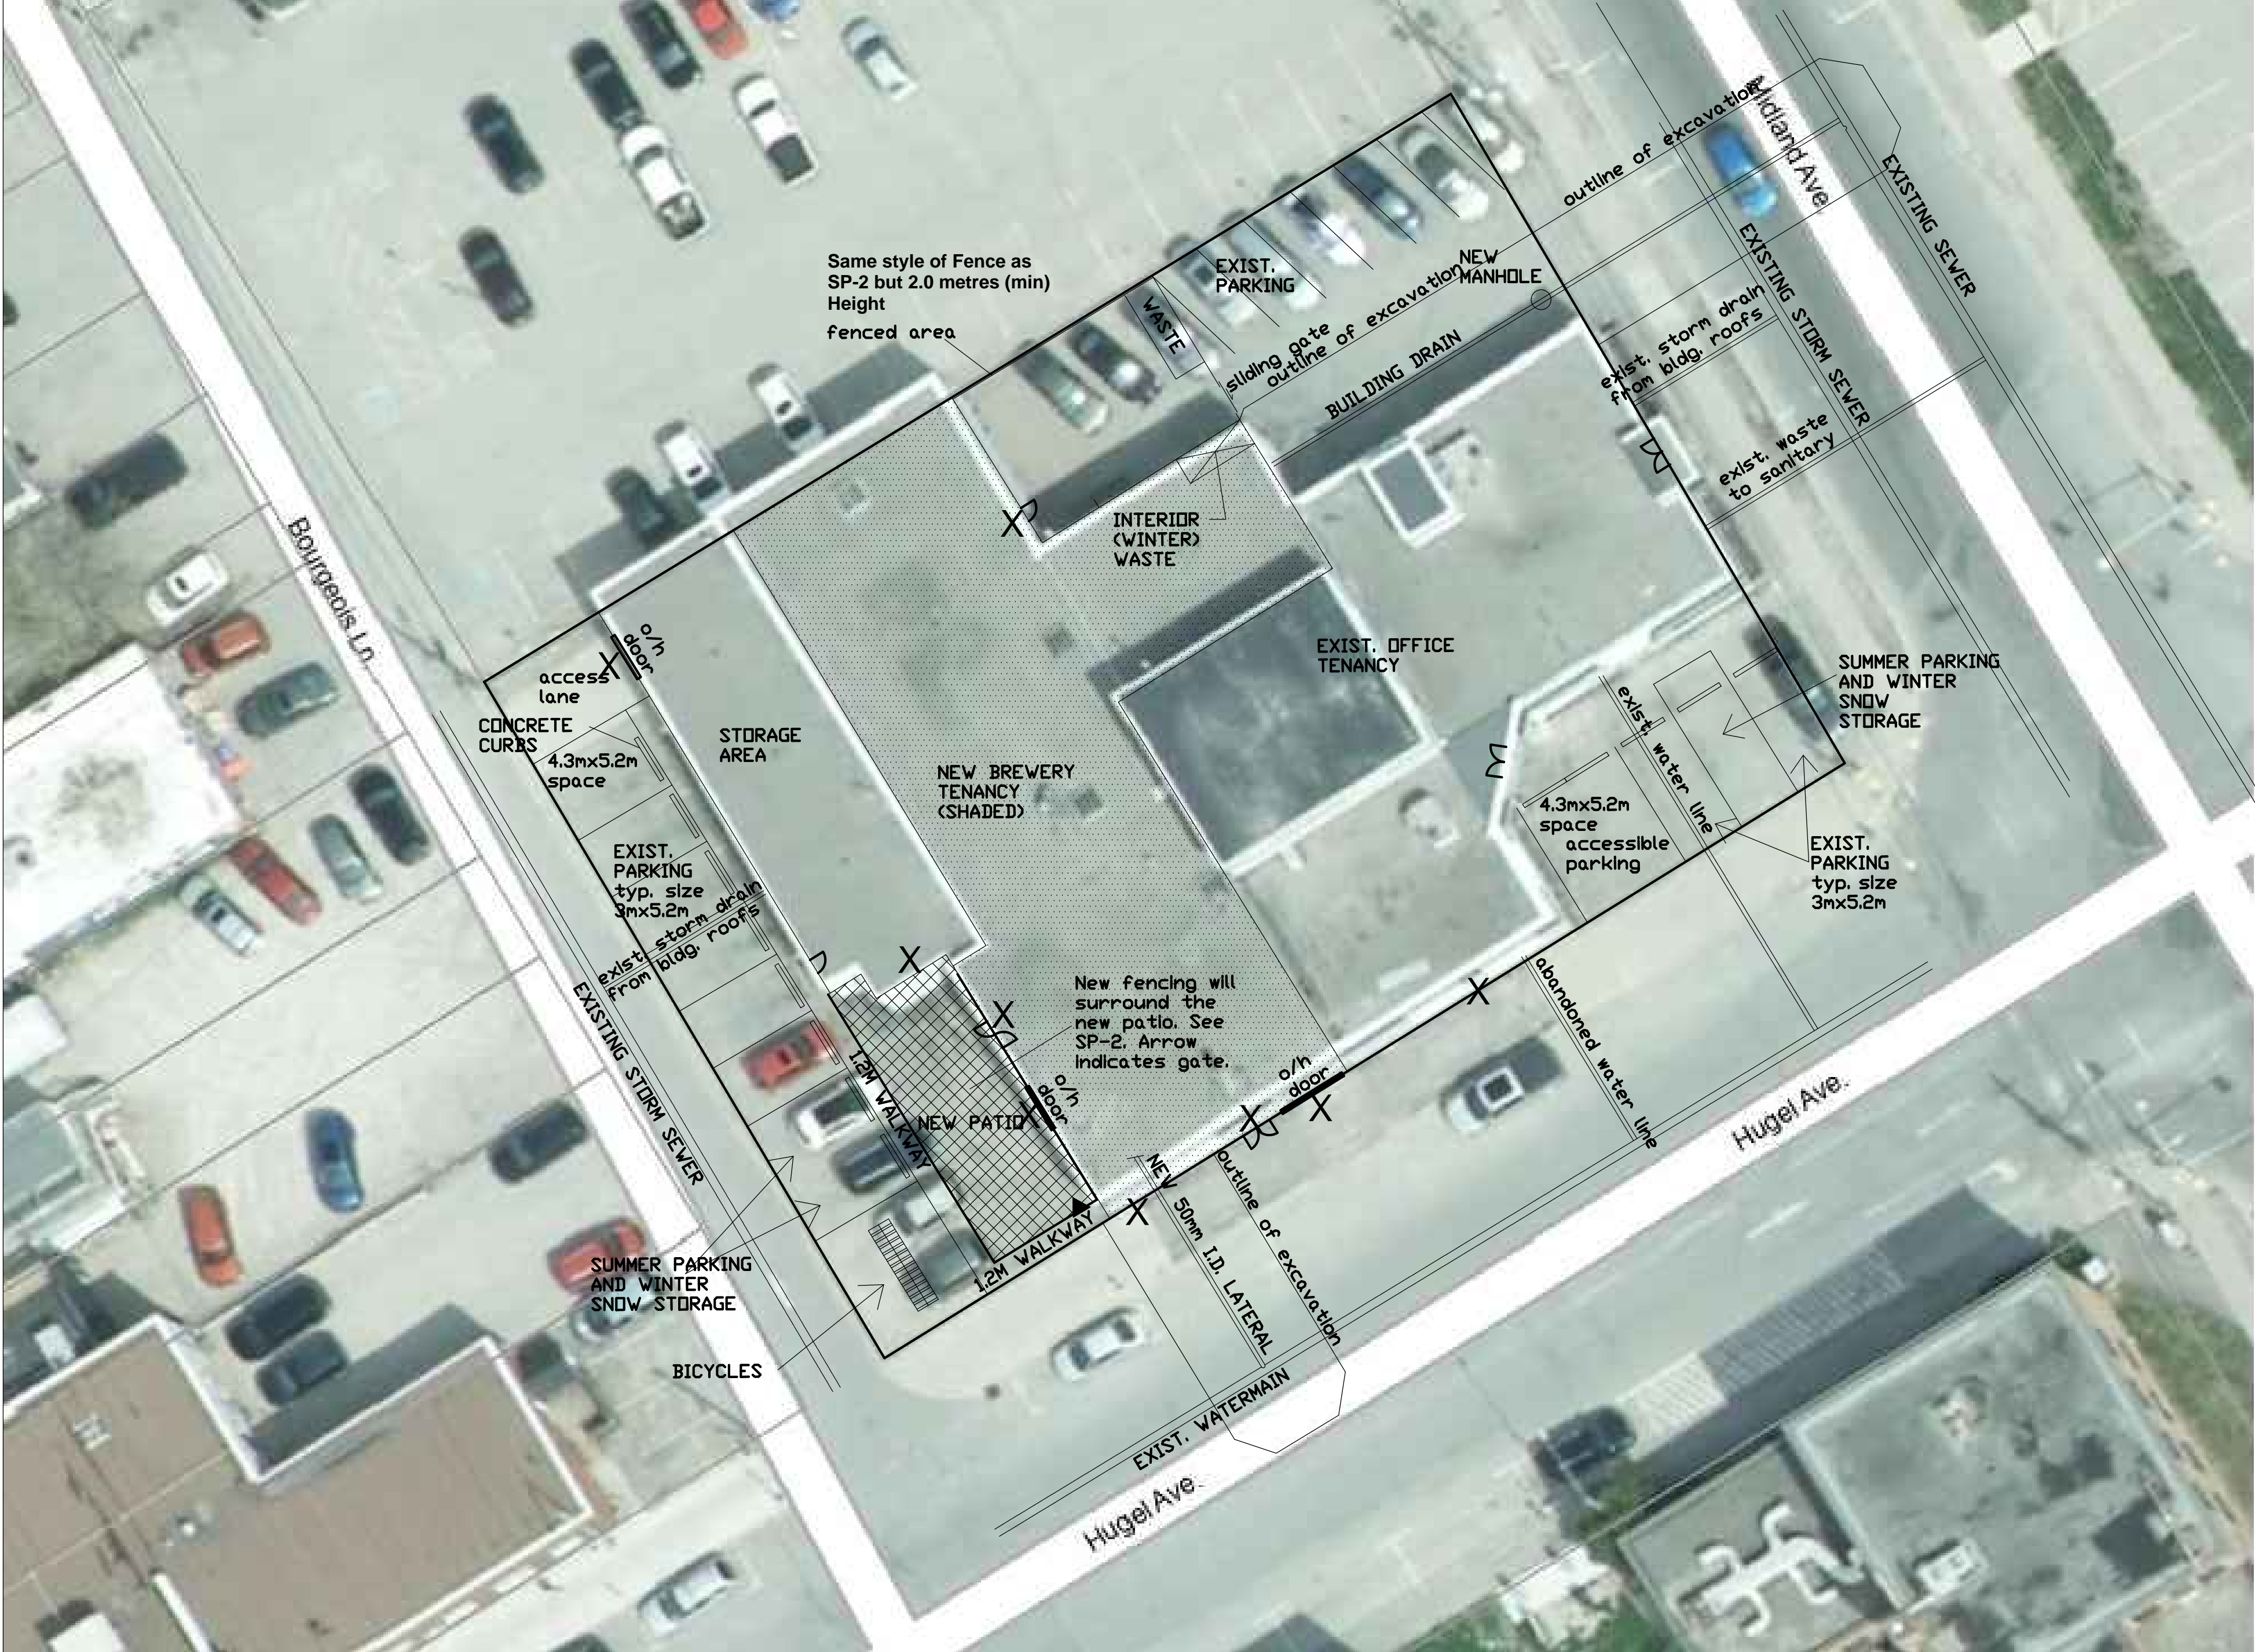 Midland Ave.
outline of excavation
EXISTING SEWER
EXISTING STORM SEWER
Same style of Fence as
SP-2 but 2.0 metres (min)
Height
fenced area
WASTE
EXIST.
PARKING
NEW
MANHOLE
sliding gate
outline of excavation
BUILDING DRAIN
exist. storm drain
from bldg. roofs
exist. waste
to sanitary
INTERIOR
(WINTER)
WASTE
X
Bourgeois Ln.
o/h
door
X
access
lane
CONCRETE
CURBS
4.3mx5.2m
space
STORAGE
AREA
NEW BREWERY
TENANCY
(SHADED)
EXIST. OFFICE
TENANCY
SUMMER PARKING
AND WINTER
SNOW
STORAGE
exist. water line
4.3mx5.2m
space
accessible
parking
EXIST.
PARKING
typ. size
3mx5.2m
EXIST.
PARKING
typ. size
3mx5.2m
exist. storm drain
from bldg. roofs
EXISTING STORM SEWER
X
X
New fencing will
surround the
new patio. See
SP-2. Arrow
indicates gate.
X
abandoned water line
1.2M WALKWAY
NEW PATIO
X
o/h
door
o/h
door
X
X
Hugel Ave.
1.2M WALKWAY
X
NEW 50mm I.D. LATERAL
outline of excavation
SUMMER PARKING
AND WINTER
SNOW STORAGE
BICYCLES
EXIST. WATERMAIN
Hugel Ave.